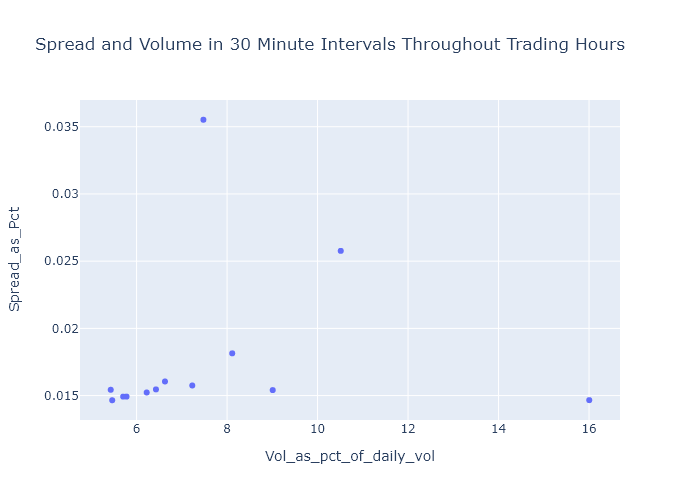 Spread and Volume in 30 Minute Intervals Throughout Trading Hours
0.035
0.03
0.025
0.02
0.015
Spread_as_Pct
6 8 10 12 14 16
Vol_as_pct_of_daily_vol